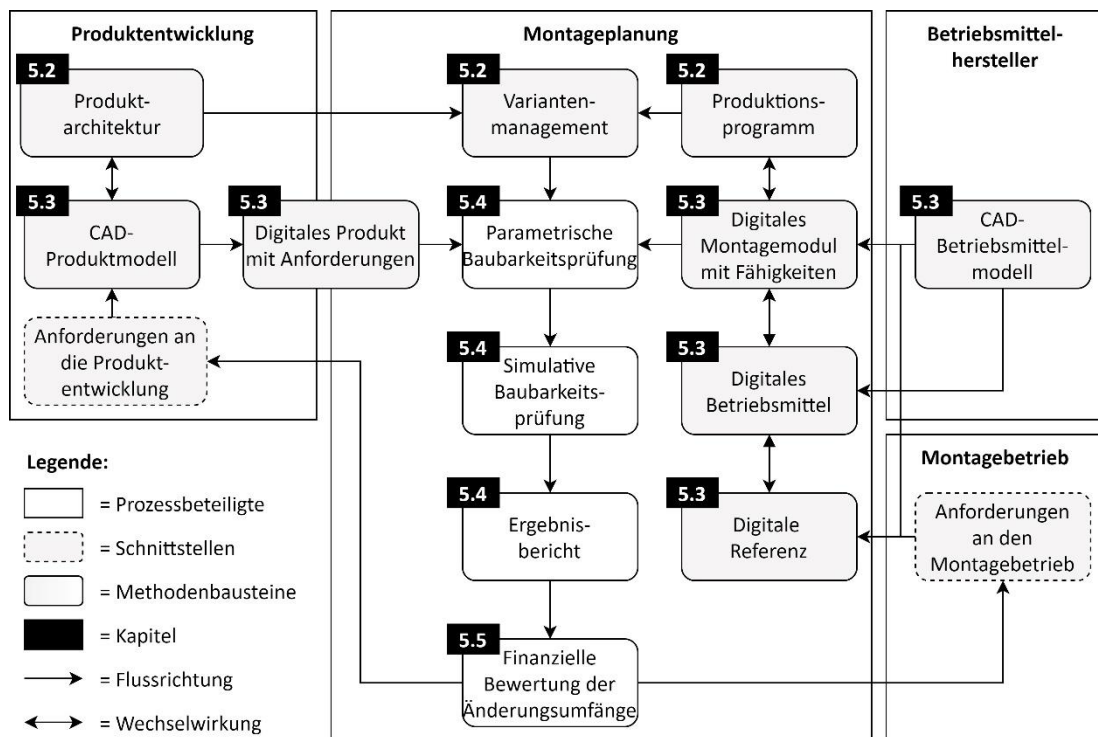 Produktentwicklung
5.2
Produkt-
architektur
5.3
CAD-
Produktmodell
5.3
Digitales Produkt
mit Anforderungen
Anforderungen an
die Produkt-
entwicklung
Montageplanung
5.2
Varianten-
management
5.2
Produktions-
programm
5.4
Parametrische
Baubarkeitsprüfung
5.3
Digitales
Montagemodul
mit Fähigkeiten
5.4
Simulative
Baubarkeits-
prüfung
5.3
Digitales
Betriebsmittel
5.4
Ergebnis-
bericht
5.3
Digitale
Referenz
5.5
Finanzielle
Bewertung der
Änderungsumfänge
Betriebsmittel-
hersteller
5.3
CAD-
Betriebsmittel-
modell
Montagebetrieb
Anforderungen
an den
Montagebetrieb
Legende:
= Prozessbeteiligte
= Schnittstellen
= Methodenbausteine
= Kapitel
= Flussrichtung
= Wechselwirkung